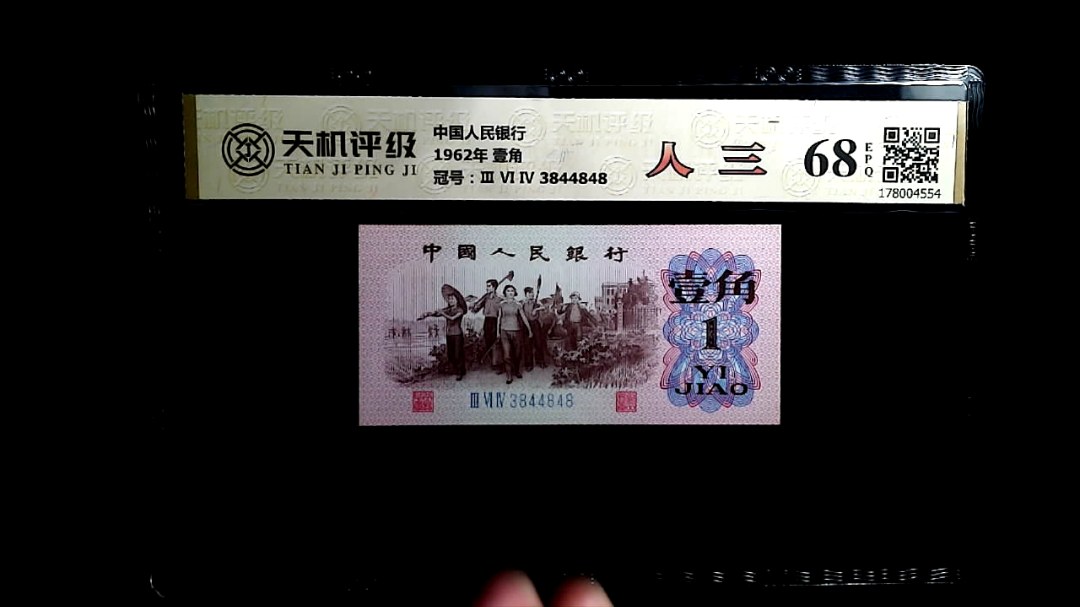 天机评级
TIAN JI PING JI
中国人民银行
1962年 壹角
冠号：Ⅲ Ⅵ Ⅳ 3844848
人 三
68
EPQ
178004554
中國人民銀行
壹角
1
YI
JIAO
Ⅲ Ⅵ Ⅳ 3844848